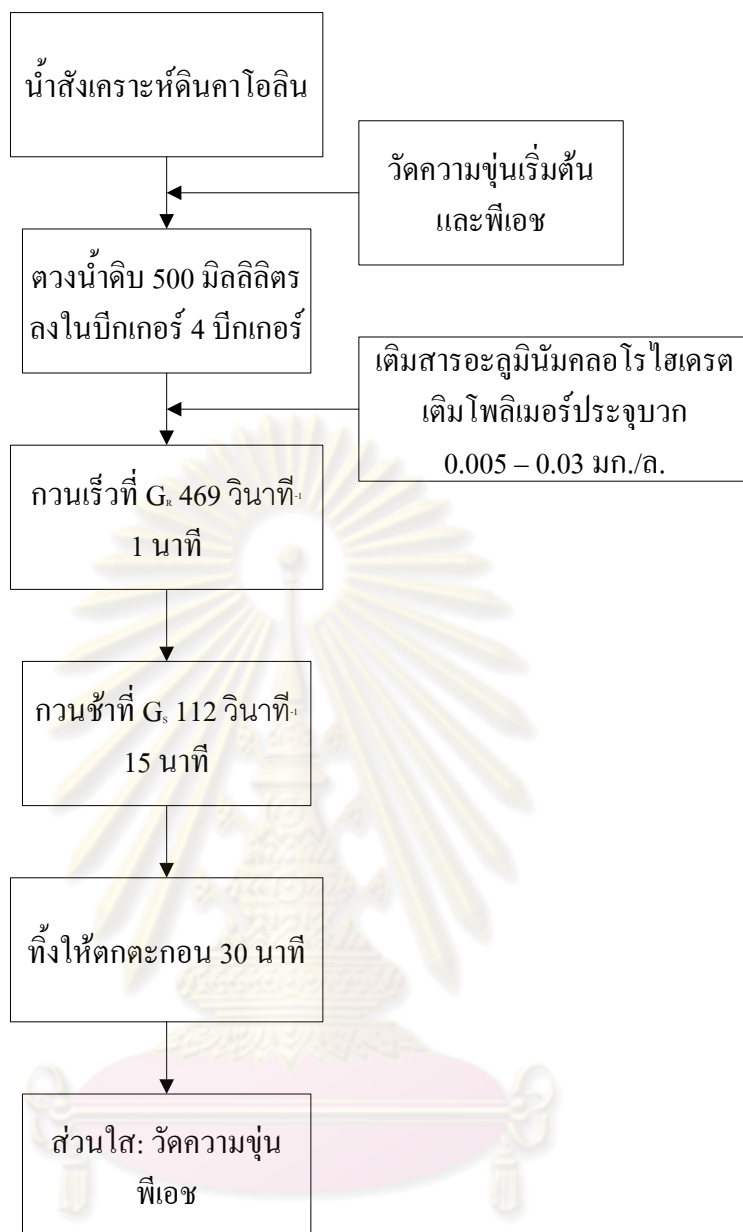 น้ำสังเคราะห์ดินคาโอลิน
วัดความขุ่นเริ่มต้น
และพีเอช
ตวงน้ำดิบ 500 มิลลิลิตร
ลงในบีกเกอร์ 4 บีกเกอร์
เติมสารอะลูมินัมคลอโรไฮเดรต
เติมโพลิเมอร์ประจุบวก
0.005 – 0.03 มก./ล.
กวนเร็วที่ G_R 469 วินาที⁻¹
1 นาที
กวนช้าที่ G_S 112 วินาที⁻¹
15 นาที
ทิ้งให้ตกตะกอน 30 นาที
ส่วนใส: วัดความขุ่น
พีเอช